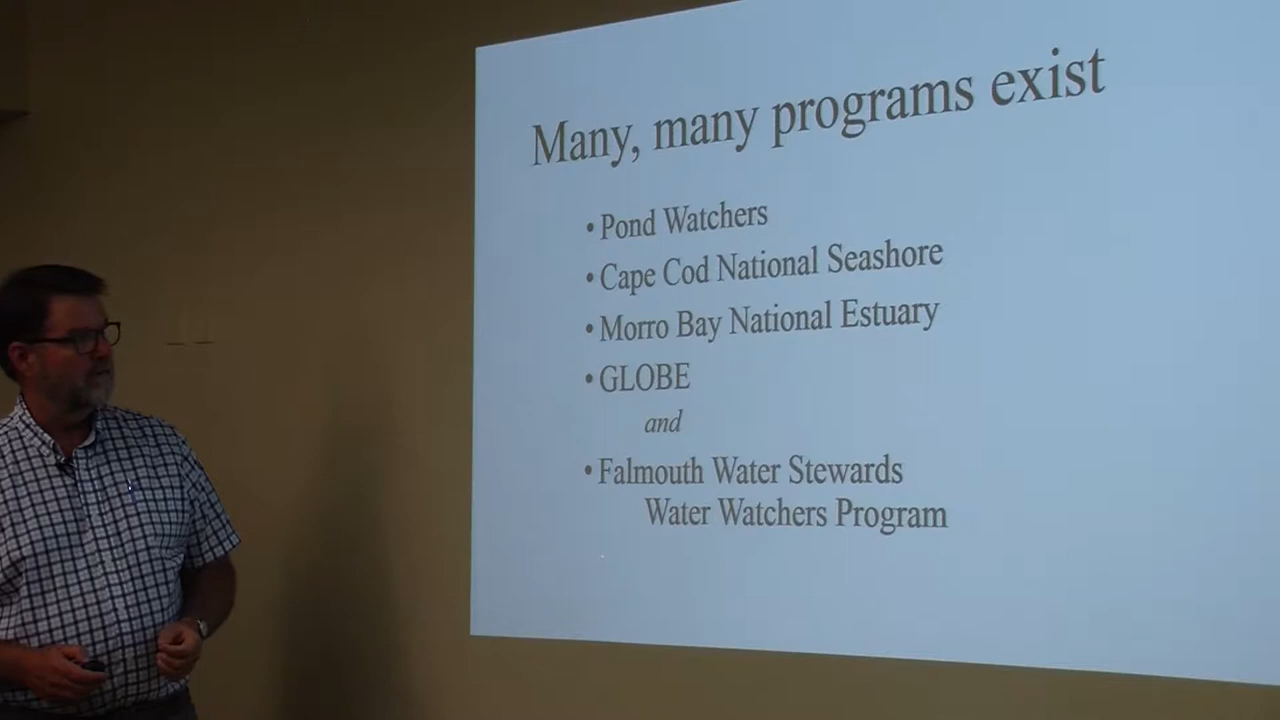 Many, many programs exist
• Pond Watchers
• Cape Cod National Seashore
• Morro Bay National Estuary
• GLOBE
and
• Falmouth Water Stewards
Water Watchers Program